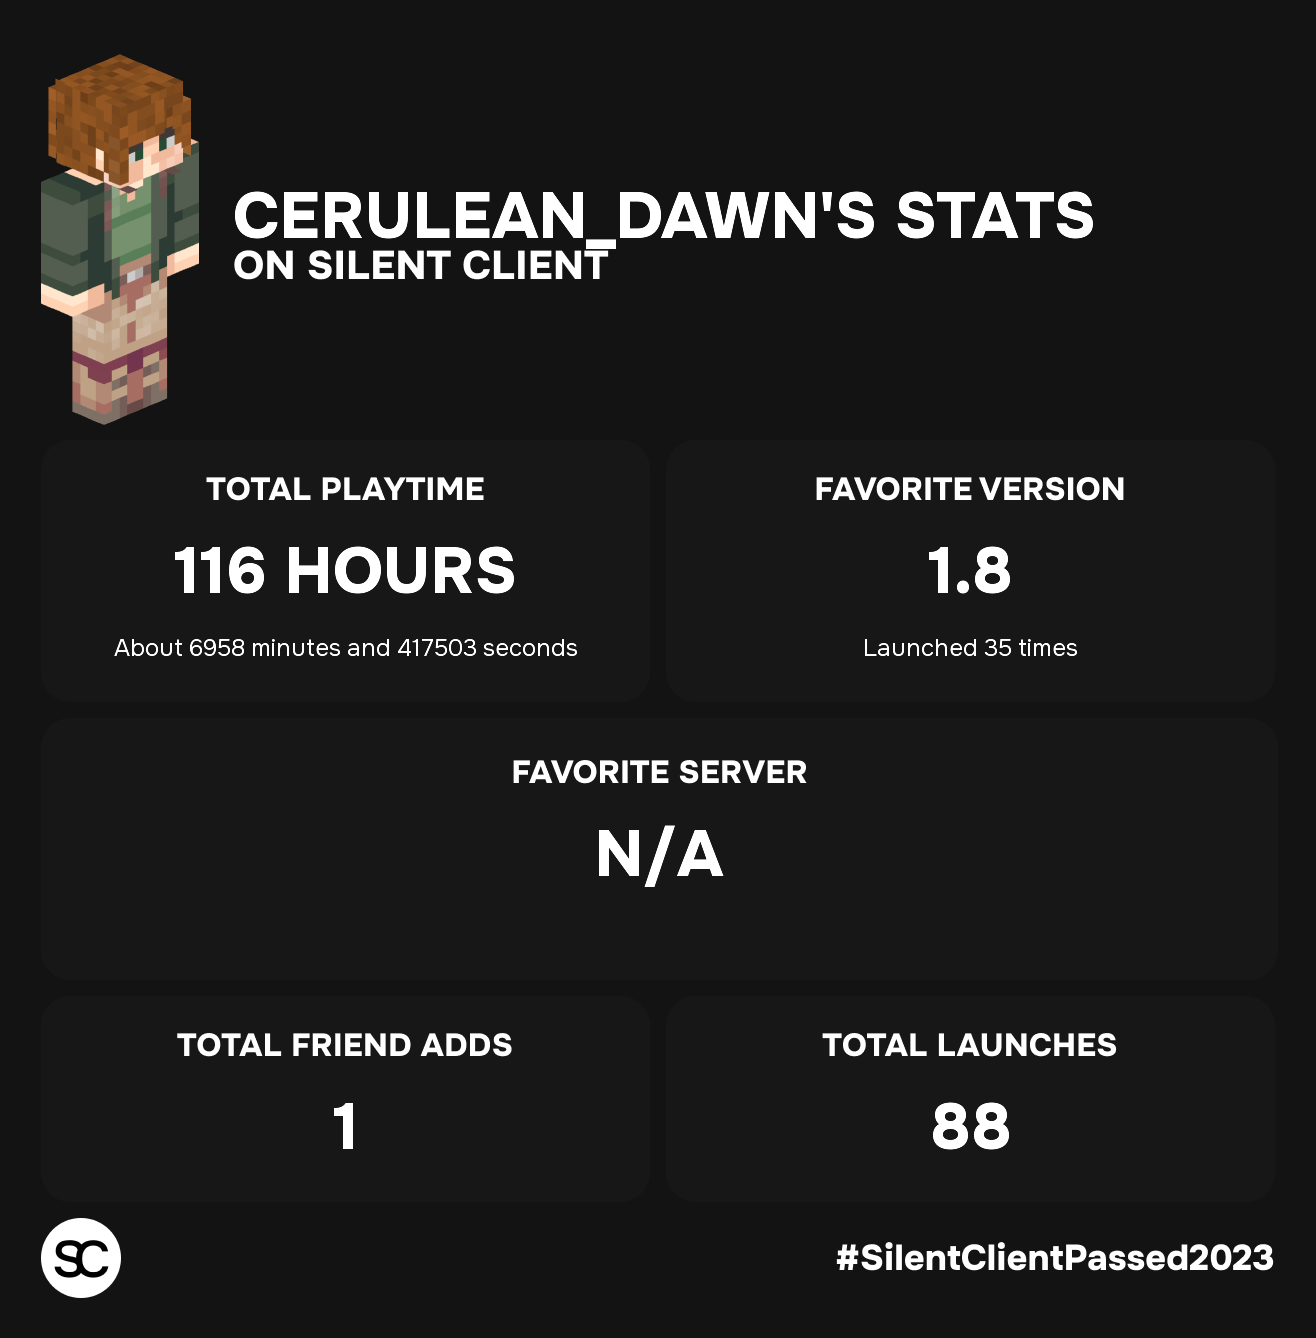 CERULEAN_DAWN'S STATS
ON SILENT CLIENT
TOTAL PLAYTIME
116 HOURS
About 6958 minutes and 417503 seconds
FAVORITE VERSION
1.8
Launched 35 times
FAVORITE SERVER
N/A
TOTAL FRIEND ADDS
1
TOTAL LAUNCHES
88
SC
#SilentClientPassed2023